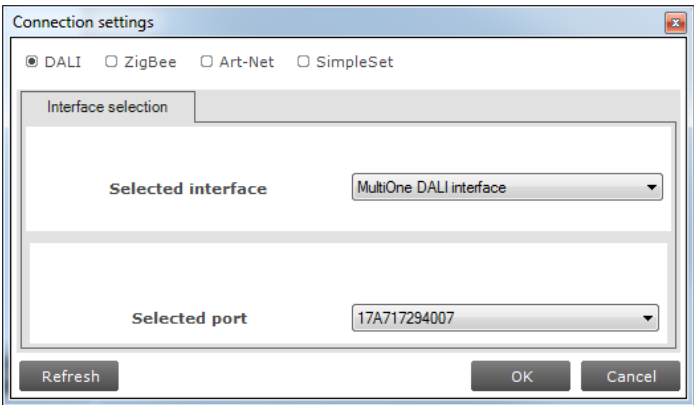 Connection settings
DALI ZigBee Art-Net SimpleSet
Interface selection
Selected interface MultiOne DALI interface
Selected port 17A717294007
Refresh OK Cancel